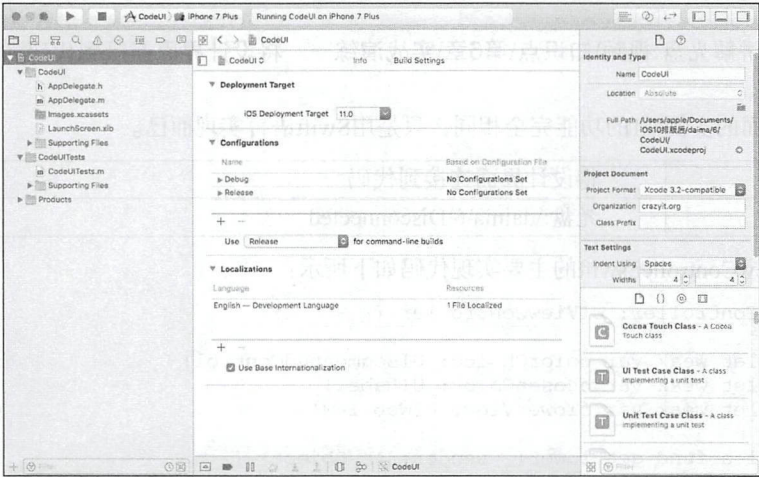 CodeUI
iPhone 7 Plus
Running CodeUI on iPhone 7 Plus
CodeUI
CodeUI
CodeUI
h AppDelegate.h
m AppDelegate.m
Images.xcassets
LaunchScreen.xib
Supporting Files
CodeUITests
m CodeUITests.m
Supporting Files
Products
CodeUI
Info
Build Settings
Deployment Target
iOS Deployment Target 11.0
Configurations
Name
Based on Configuration File
Debug
No Configurations Set
Release
No Configurations Set
+ −
Use Release for command-line builds
Localizations
Language
Resources
English — Development Language
1 File Localized
+ −
Use Base Internationalization
CodeUI
Identity and Type
Name CodeUI
Location Absolute
Full Path /Users/apple/Documents/
CodeUI/
CodeUI.xcodeproj
Project Document
Project Format Xcode 3.2-compatible
Organization crazyit.org
Class Prefix
Text Settings
Indent Using Spaces
Widths 4 4
{ }
C Cocoa Touch Class - A Cocoa
Touch class
T UI Test Case Class - A class
implementing a unit test
T Unit Test Case Class - A class
implementing a unit test